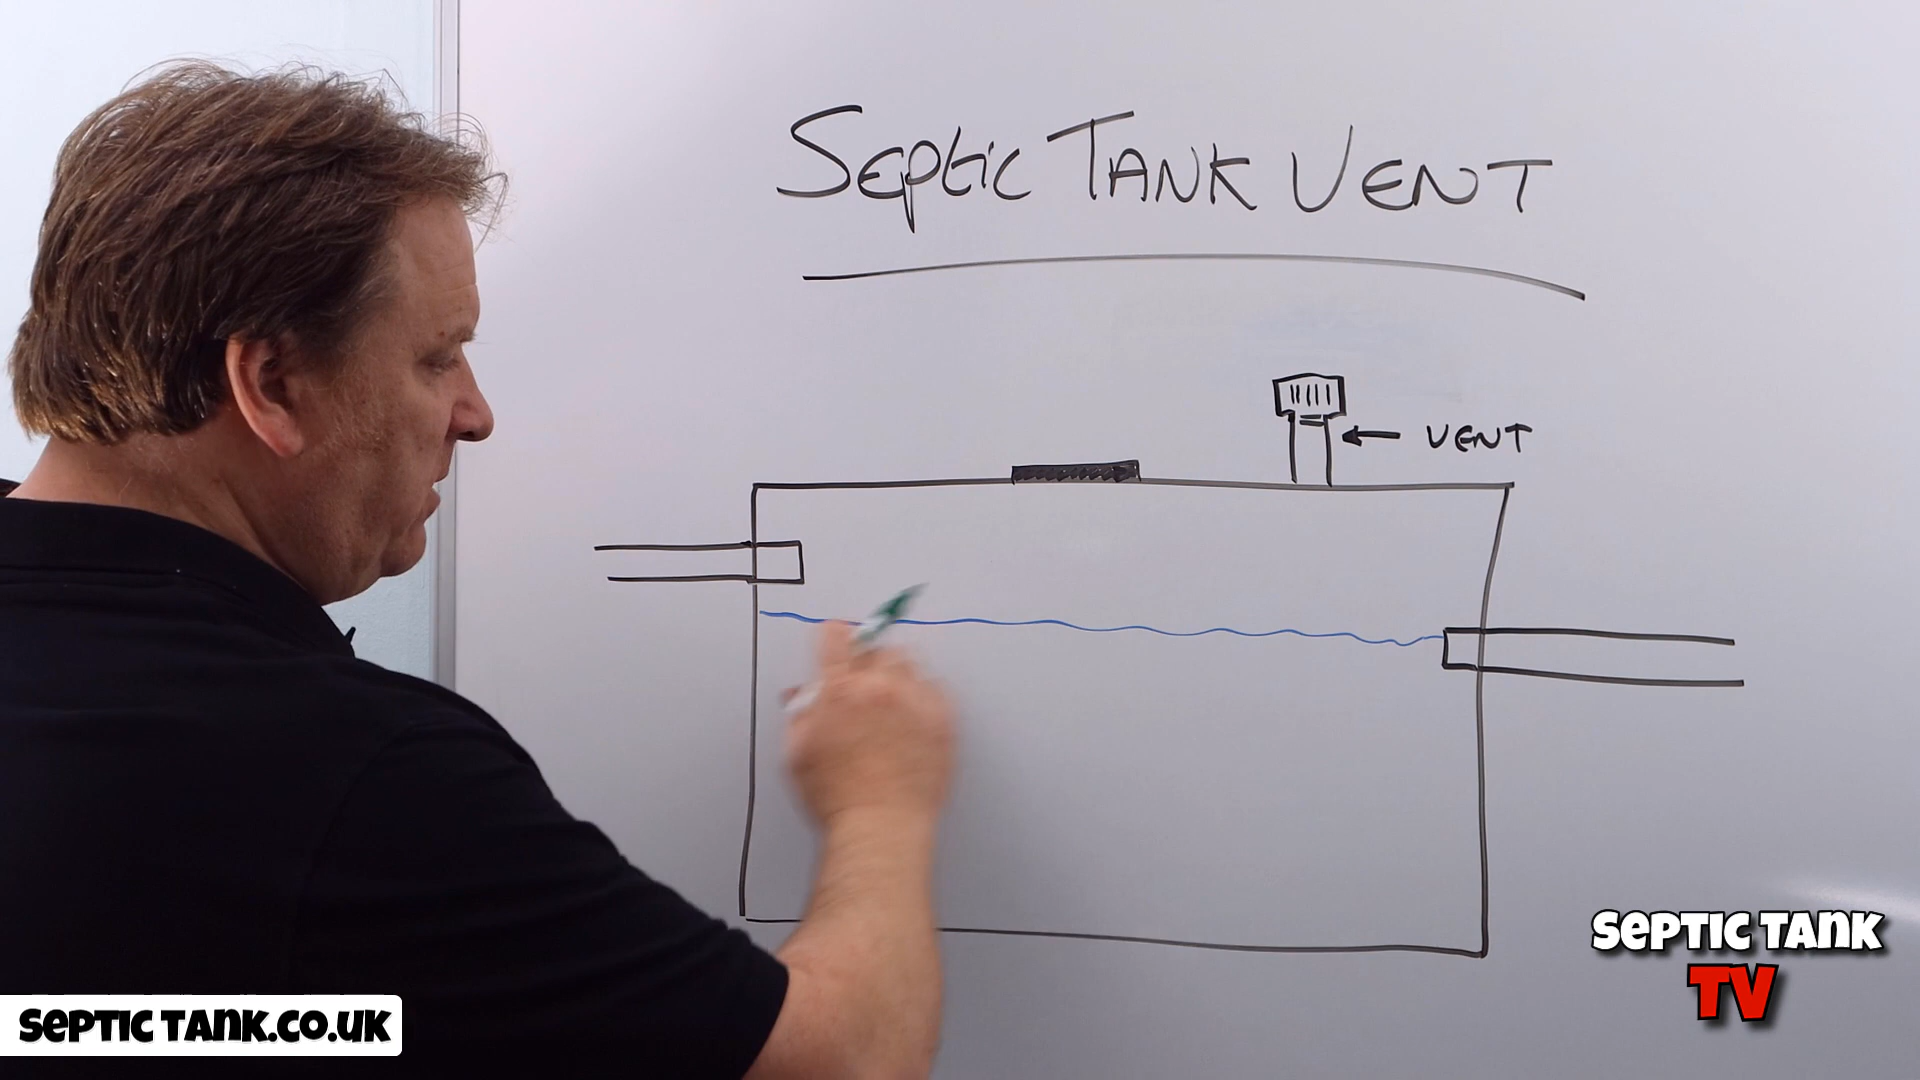 SEPtic TANK VENT
VENT
SEPTIC TANK
TV
SEPTIC TANK.CO.UK